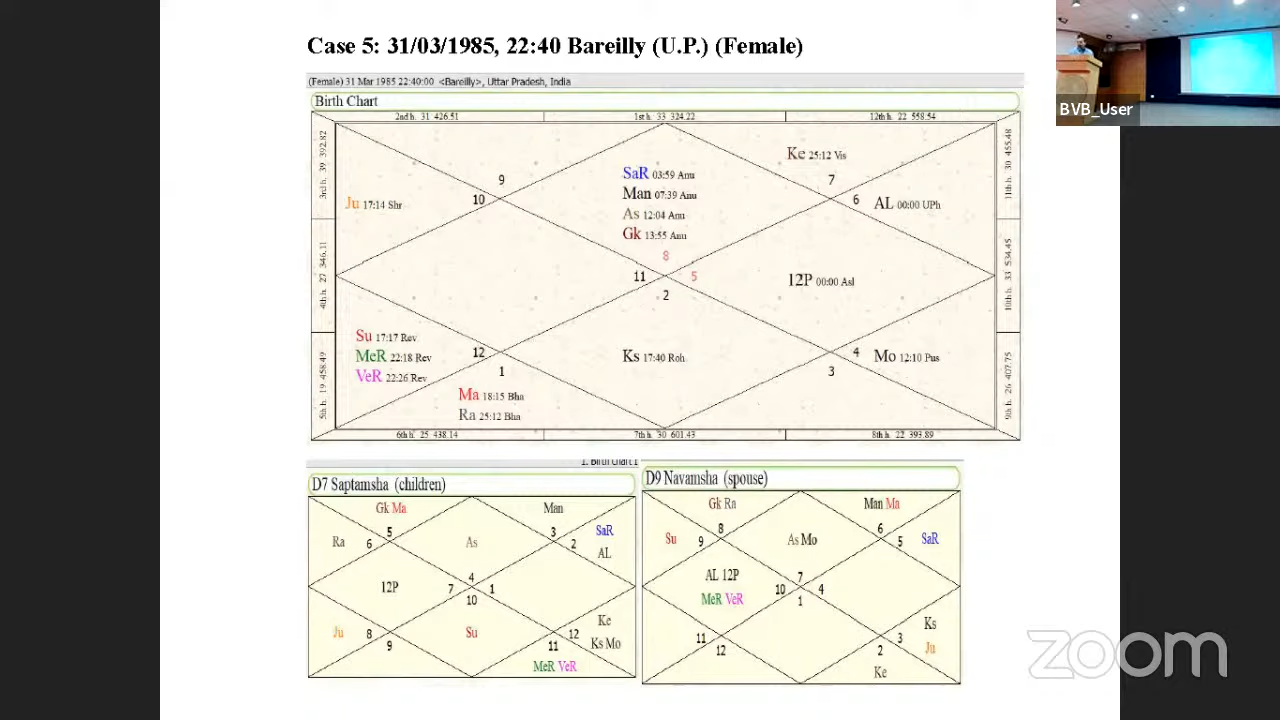 Case 5: 31/03/1985, 22:40 Bareilly (U.P.) (Female)
BVB_User
(Female) 31 Mar 1985 22:40:00 <Bareilly>, Uttar Pradesh, India
Birth Chart
2nd h. 31 426.51
1st h. 33 324.22
12th h. 22 558.54
3rd h. 39 392.82
11th h. 30 455.48
Ke 25:12 Vis
SaR 03:59 Anu
Man 07:39 Anu
As 12:04 Anu
Gk 13:55 Anu
9
7
10
6
Ju 17:14 Shr
AL 00:00 UPh
8
11
5
2
12P 00:00 Asl
4th h. 27 346.11
10th h. 33 534.45
Su 17:17 Rev
MeR 22:18 Rev
VeR 22:26 Rev
12
1
Ks 17:40 Roh
4
3
Mo 12:10 Pus
Ma 18:15 Bha
Ra 25:12 Bha
5th h. 19 458.49
9th h. 26 407.75
6th h. 25 438.14
7th h. 30 601.43
8th h. 22 393.89
1. Birth Chart 1
D7 Saptamsha (children)
Gk Ma
Man
5
3
SaR
Ra
6
As
2
AL
12P
4
7
1
10
Ju
8
Su
12
Ke
Ks Mo
9
11
MeR VeR
D9 Navamsha (spouse)
Gk Ra
Man Ma
8
6
Su
9
As Mo
5
SaR
AL 12P
7
10
4
MeR VeR
1
11
3
Ks
Ju
12
2
Ke
zoom